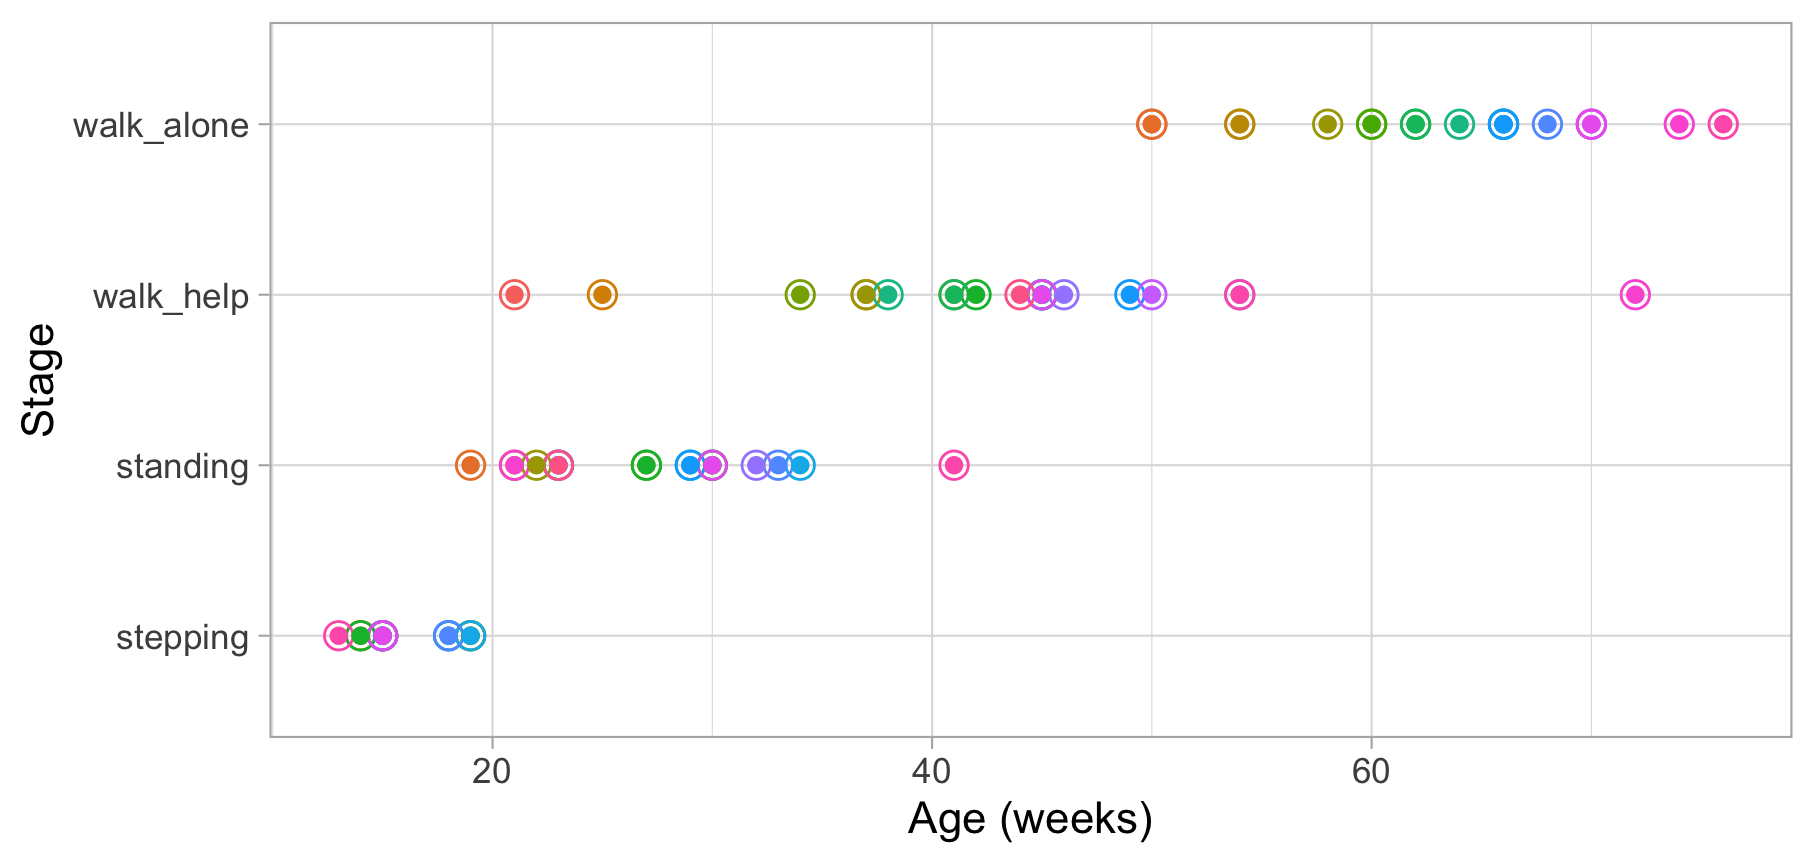 walk_alone
walk_help
standing
stepping
Stage
20 40 60
Age (weeks)